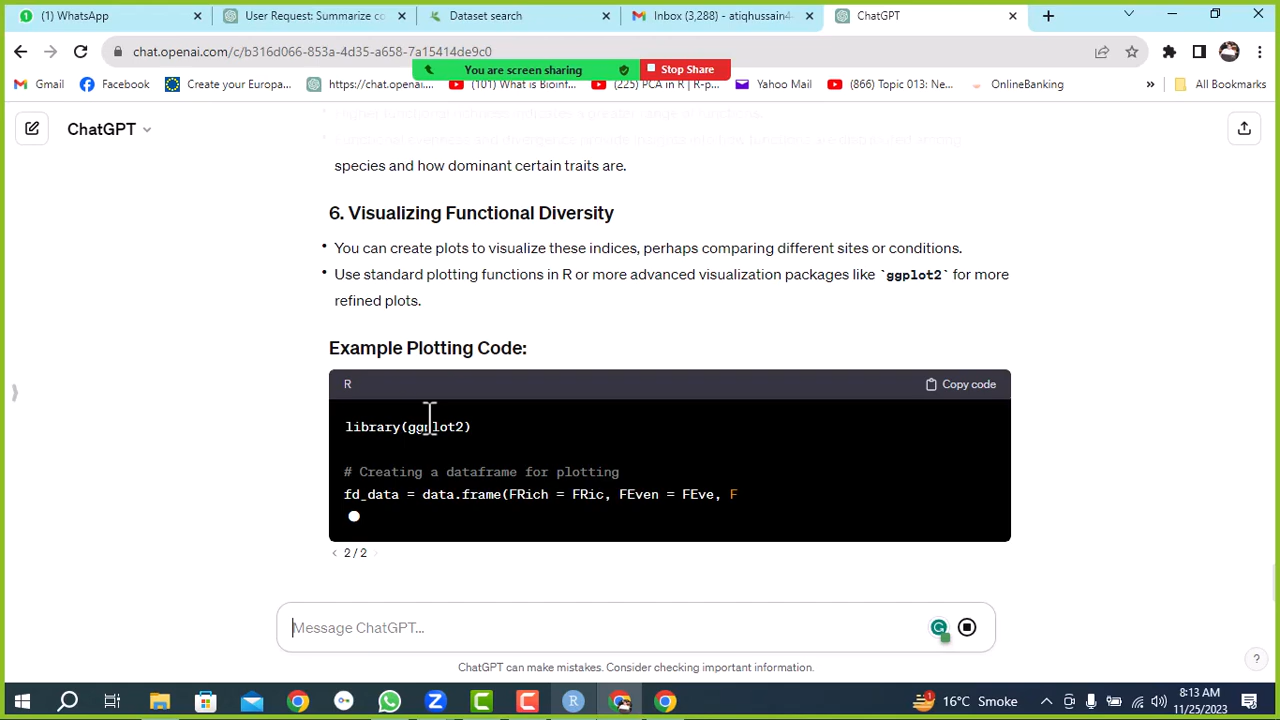 (1) WhatsApp
User Request: Summarize co
Dataset search
Inbox (3,288) - atiqhussain4
ChatGPT
chat.openai.com/c/b316d066-853a-4d35-a658-7a15414de9c0
You are screen sharing
Stop Share
Gmail
Facebook
Create your Europa...
https://chat.openai....
(101) What is Bioinf...
(225) PCA in R | R-p...
Yahoo Mail
(866) Topic 013: Ne...
OnlineBanking
»
All Bookmarks
ChatGPT
species and how dominant certain traits are.
6. Visualizing Functional Diversity
• You can create plots to visualize these indices, perhaps comparing different sites or conditions.
• Use standard plotting functions in R or more advanced visualization packages like `ggplot2` for more
refined plots.
Example Plotting Code:
R
Copy code
library(ggplot2)
# Creating a dataframe for plotting
fd_data = data.frame(FRich = FRic, FEven = FEve, F
< 2 / 2 >
Message ChatGPT...
ChatGPT can make mistakes. Consider checking important information.
?
16°C Smoke
8:13 AM
11/25/2023